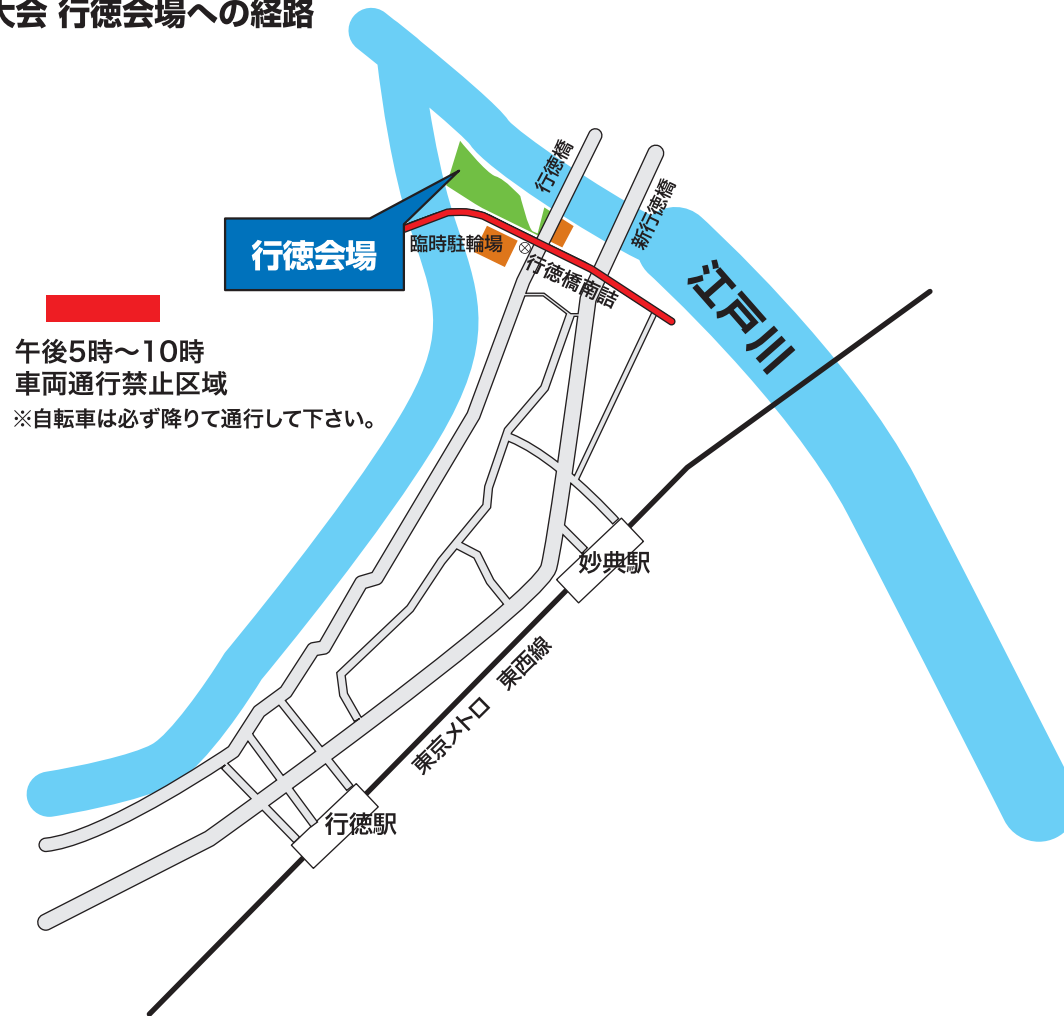 大会 行徳会場への経路
行徳橋
新行徳橋
行徳会場
臨時駐輪場
行徳橋南詰
江戸川
午後5時～10時
車両通行禁止区域
※自転車は必ず降りて通行して下さい。
妙典駅
東京メトロ 東西線
行徳駅